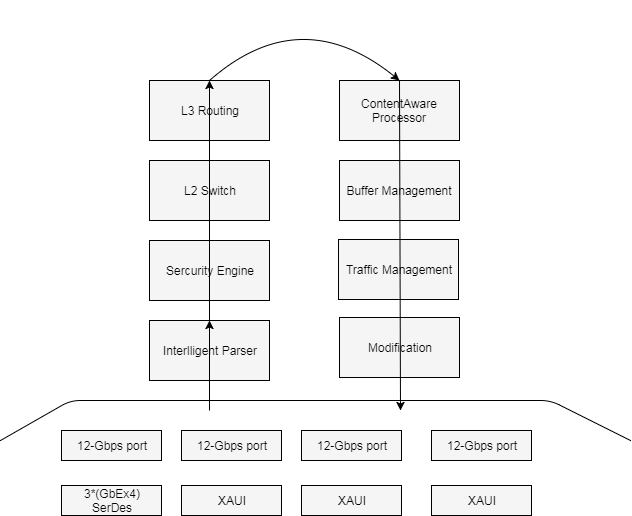 L3 Routing
ContentAware
Processor
L2 Switch
Buffer Management
Sercurity Engine
Traffic Management
Interlligent Parser
Modification
12-Gbps port
12-Gbps port
12-Gbps port
12-Gbps port
3*(GbEx4)
SerDes
XAUI
XAUI
XAUI